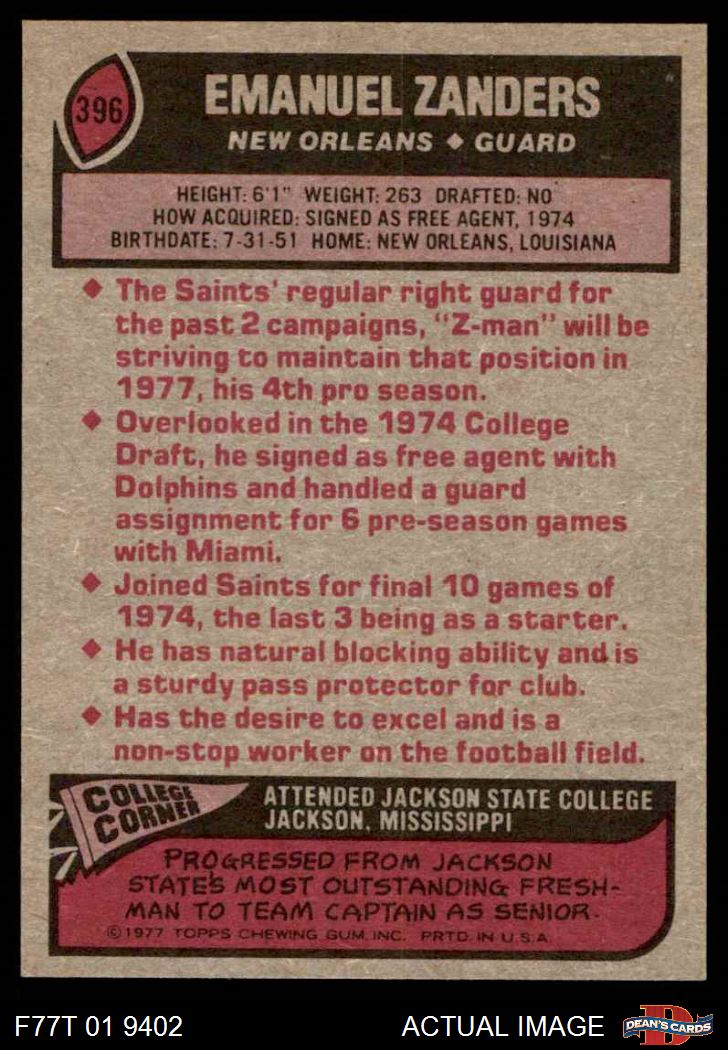 396
EMANUEL ZANDERS
NEW ORLEANS ◆ GUARD
HEIGHT: 6'1" WEIGHT: 263 DRAFTED: NO
HOW ACQUIRED: SIGNED AS FREE AGENT, 1974
BIRTHDATE: 7-31-51 HOME: NEW ORLEANS, LOUISIANA
◆ The Saints' regular right guard for
the past 2 campaigns, "Z-man" will be
striving to maintain that position in
1977, his 4th pro season.
◆ Overlooked in the 1974 College
Draft, he signed as free agent with
Dolphins and handled a guard
assignment for 6 pre-season games
with Miami.
◆ Joined Saints for final 10 games of
1974, the last 3 being as a starter.
◆ He has natural blocking ability and is
a sturdy pass protector for club.
◆ Has the desire to excel and is a
non-stop worker on the football field.
COLLEGE
CORNER
ATTENDED JACKSON STATE COLLEGE
JACKSON, MISSISSIPPI
PROGRESSED FROM JACKSON
STATE'S MOST OUTSTANDING FRESH-
MAN TO TEAM CAPTAIN AS SENIOR.
©1977 TOPPS CHEWING GUM, INC. PRTD. IN U.S.A.
F77T 01 9402
ACTUAL IMAGE
D
DEAN'S CARDS